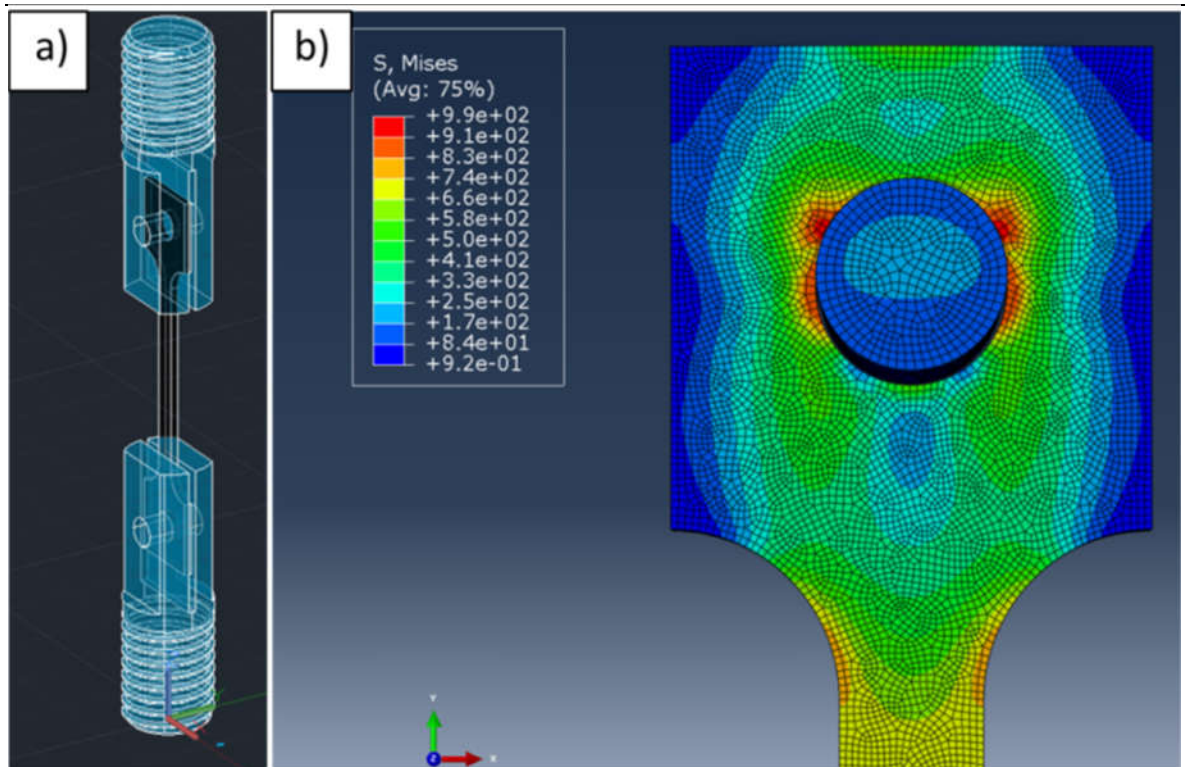 a)
b)
S, Mises
(Avg: 75%)
+9.9e+02
+9.1e+02
+8.3e+02
+7.4e+02
+6.6e+02
+5.8e+02
+5.0e+02
+4.1e+02
+3.3e+02
+2.5e+02
+1.7e+02
+8.4e+01
+9.2e-01
Y
Z
X